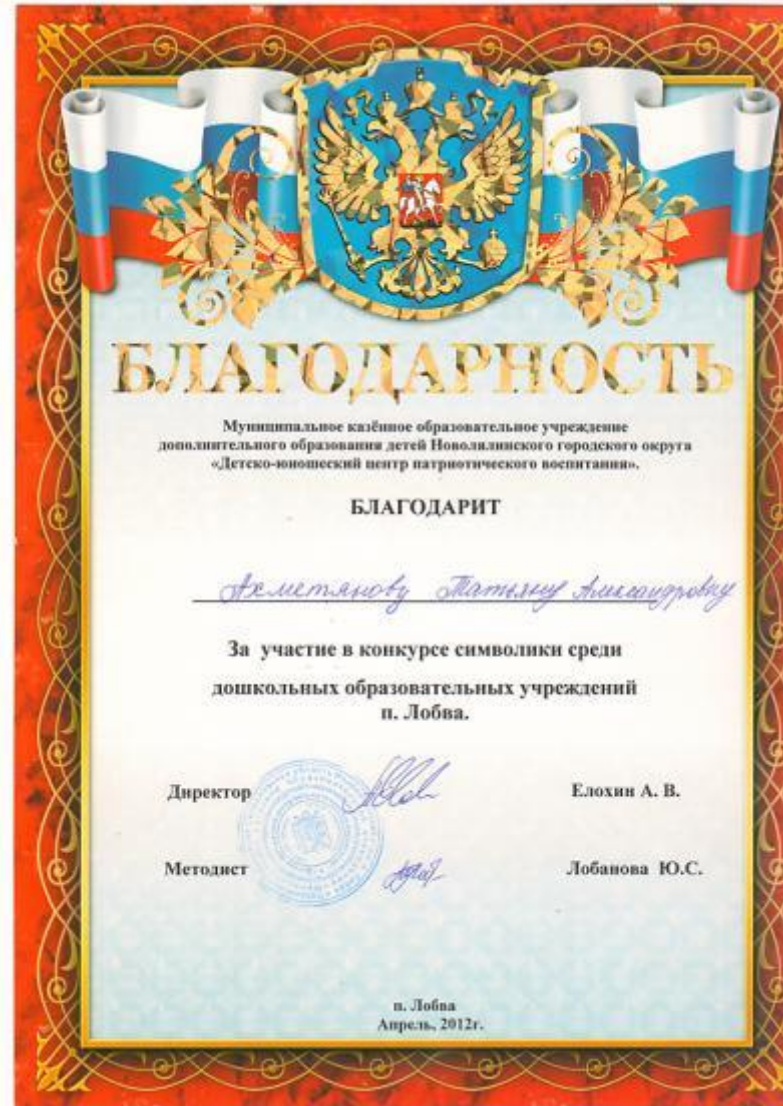 БЛАГОДАРНОСТЬ
Муниципальное казённое образовательное учреждение
дополнительного образования детей Новолялинского городского округа
«Детско-юношеский центр патриотического воспитания».
БЛАГОДАРИТ
Ахметянову Татьяну Александровну
За участие в конкурсе символики среди
дошкольных образовательных учреждений
п. Лобва.
Директор Елохин А. В.
Методист Лобанова Ю.С.
п. Лобва
Апрель, 2012г.